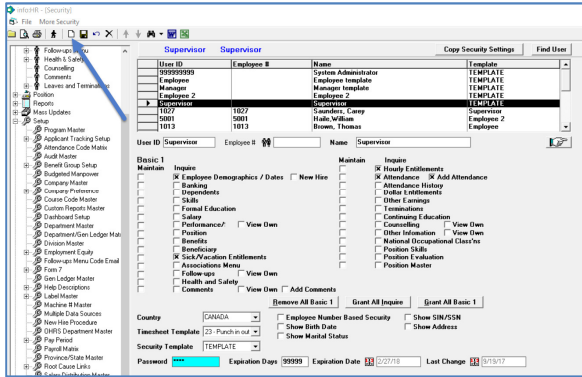 info:HR - [Security]
File More Security
Follow-ups Menu
Health & Safety
Counselling
Comments
Leaves and Terminations
Position
Reports
Mass Updates
Setup
Program Master
Applicant Tracking Setup
Attendance Code Matrix
Audit Master
Benefit Group Setup
Budgeted Manpower
Company Master
Company Preference
Course Code Master
Custom Reports Master
Dashboard Setup
Department Master
Department/Gen Ledger Mat
Division Master
Employment Equity
Follow-ups Menu Code Email
Form 7
Gen Ledger Master
Help Descriptions
Label Master
Machine # Master
Multiple Data Sources
New Hire Procedure
OHRS Department Master
Pay Period
Payroll Matrix
Province/State Master
Root Cause Links
Salary Distribution Master
Supervisor Supervisor Copy Security Settings Find User
User ID Employee # Name Template
999999999 System Administrator TEMPLATE
Employee Employee template TEMPLATE
Manager Manager template TEMPLATE
Employee 2 Employee 2 TEMPLATE
Supervisor Supervisor TEMPLATE
1027 1027 Saunders, Carey Supervisor
5001 5001 Haile,William Employee 2
1013 1013 Brown, Thomas Employee
User ID Supervisor Employee # Name Supervisor
Basic 1
Maintain Inquire
Employee Demographics / Dates New Hire
Banking
Dependents
Skills
Formal Education
Salary
Performance/: View Own
Position
Benefits
Beneficiary
Sick/Vacation Entitlements
Associations Menu
Follow-ups View Own
Health and Safety
Comments View Own Add Comments
Maintain Inquire
Hourly Entitlements
Attendance Add Attendance
Attendance History
Dollar Entitlements
Other Earnings
Terminations
Continuing Education
Counselling View Own
Other Infomation View Own
National Occupational Class'ns
Position Skills
Position Evaluation
Position Master
Remove All Basic 1 Grant All Inquire Grant All Basic 1
Country CANADA Employee Number Based Security Show SIN/SSN
Show Birth Date Show Address
Timesheet Template 23 - Punch in out
Show Marital Status
Security Template TEMPLATE
Password **** Expiration Days 99999 Expiration Date 2/27/18 Last Change 9/19/17